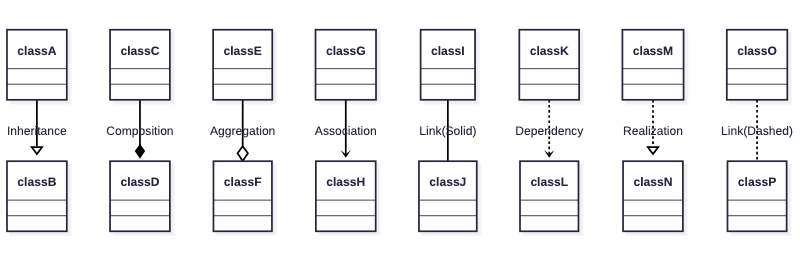 classA classC classE classG classI classK classM classO
Inheritance Composition Aggregation Association Link(Solid) Dependency Realization Link(Dashed)
classB classD classF classH classJ classL classN classP